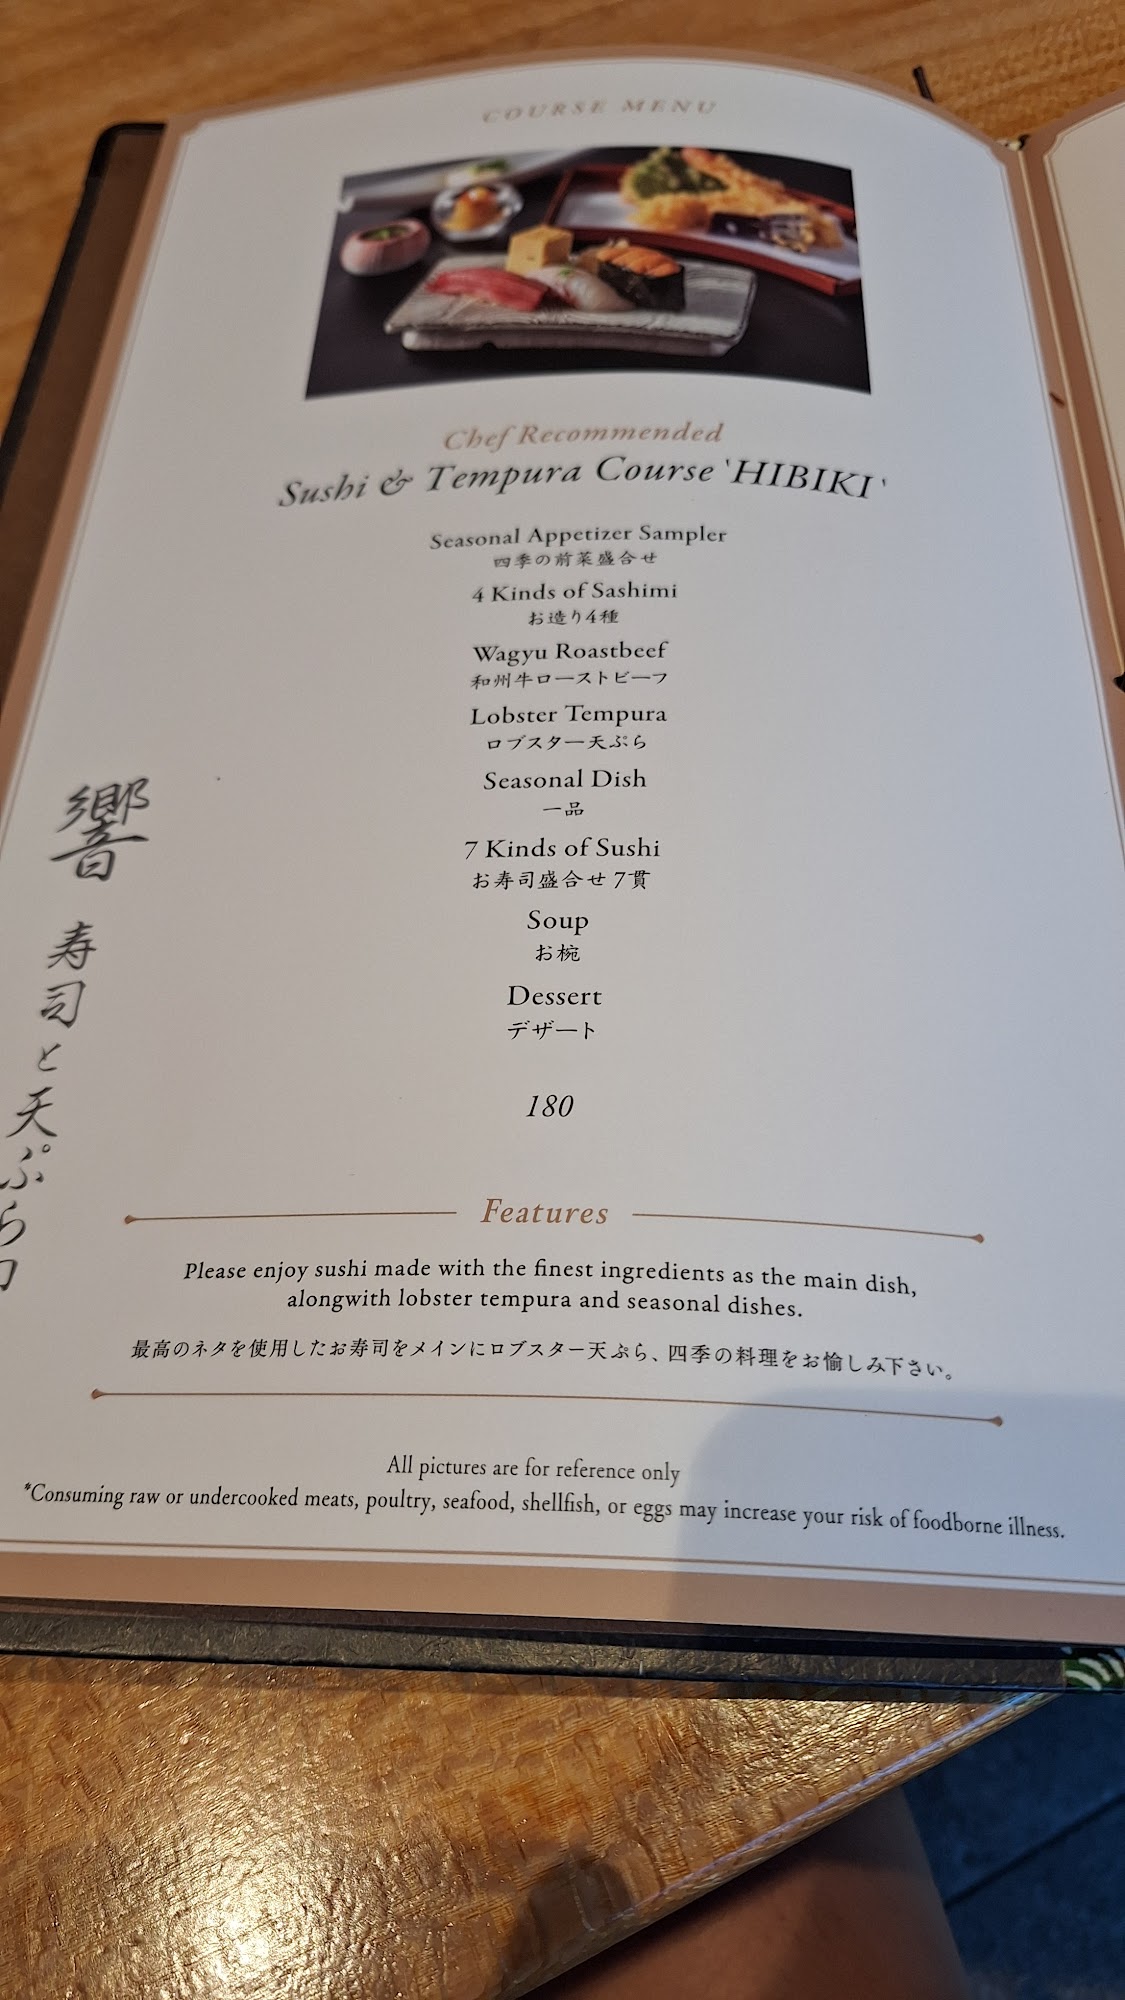 COURSE MENU
Chef Recommended
Sushi & Tempura Course 'HIBIKI'
Seasonal Appetizer Sampler
四季の前菜盛合せ
4 Kinds of Sashimi
お造り4種
Wagyu Roastbeef
和州牛ローストビーフ
Lobster Tempura
ロブスター天ぷら
Seasonal Dish
一品
7 Kinds of Sushi
お寿司盛合せ7貫
Soup
お椀
Dessert
デザート
180
響 寿司と天ぷら
Features
Please enjoy sushi made with the finest ingredients as the main dish,
alongwith lobster tempura and seasonal dishes.
最高のネタを使用したお寿司をメインにロブスター天ぷら、四季の料理をお愉しみ下さい。
All pictures are for reference only
*Consuming raw or undercooked meats, poultry, seafood, shellfish, or eggs may increase your risk of foodborne illness.